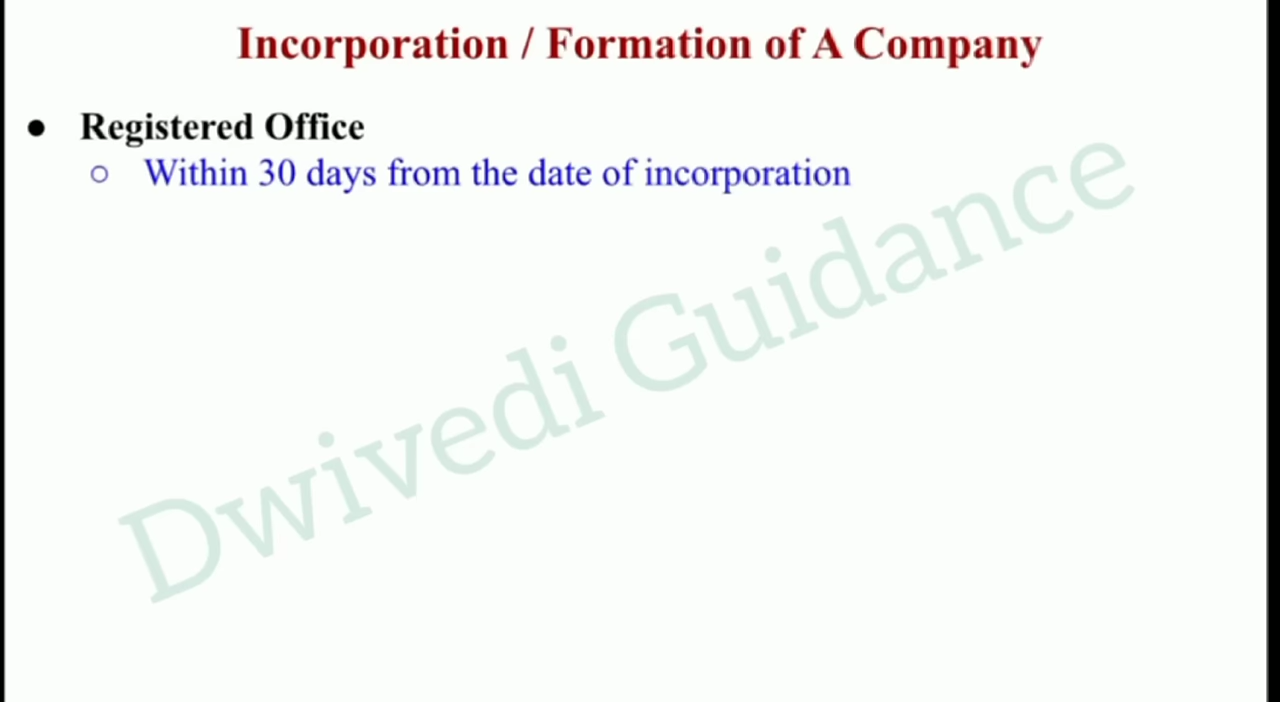 Incorporation / Formation of A Company
● Registered Office
○ Within 30 days from the date of incorporation
Dwivedi Guidance